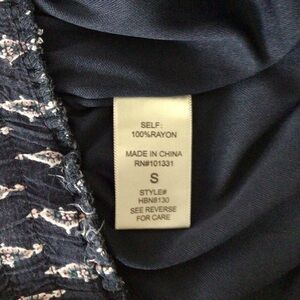 SELF:
100%RAYON
MADE IN CHINA
RN#101331
S
STYLE#
HBN8130
SEE REVERSE
FOR CARE